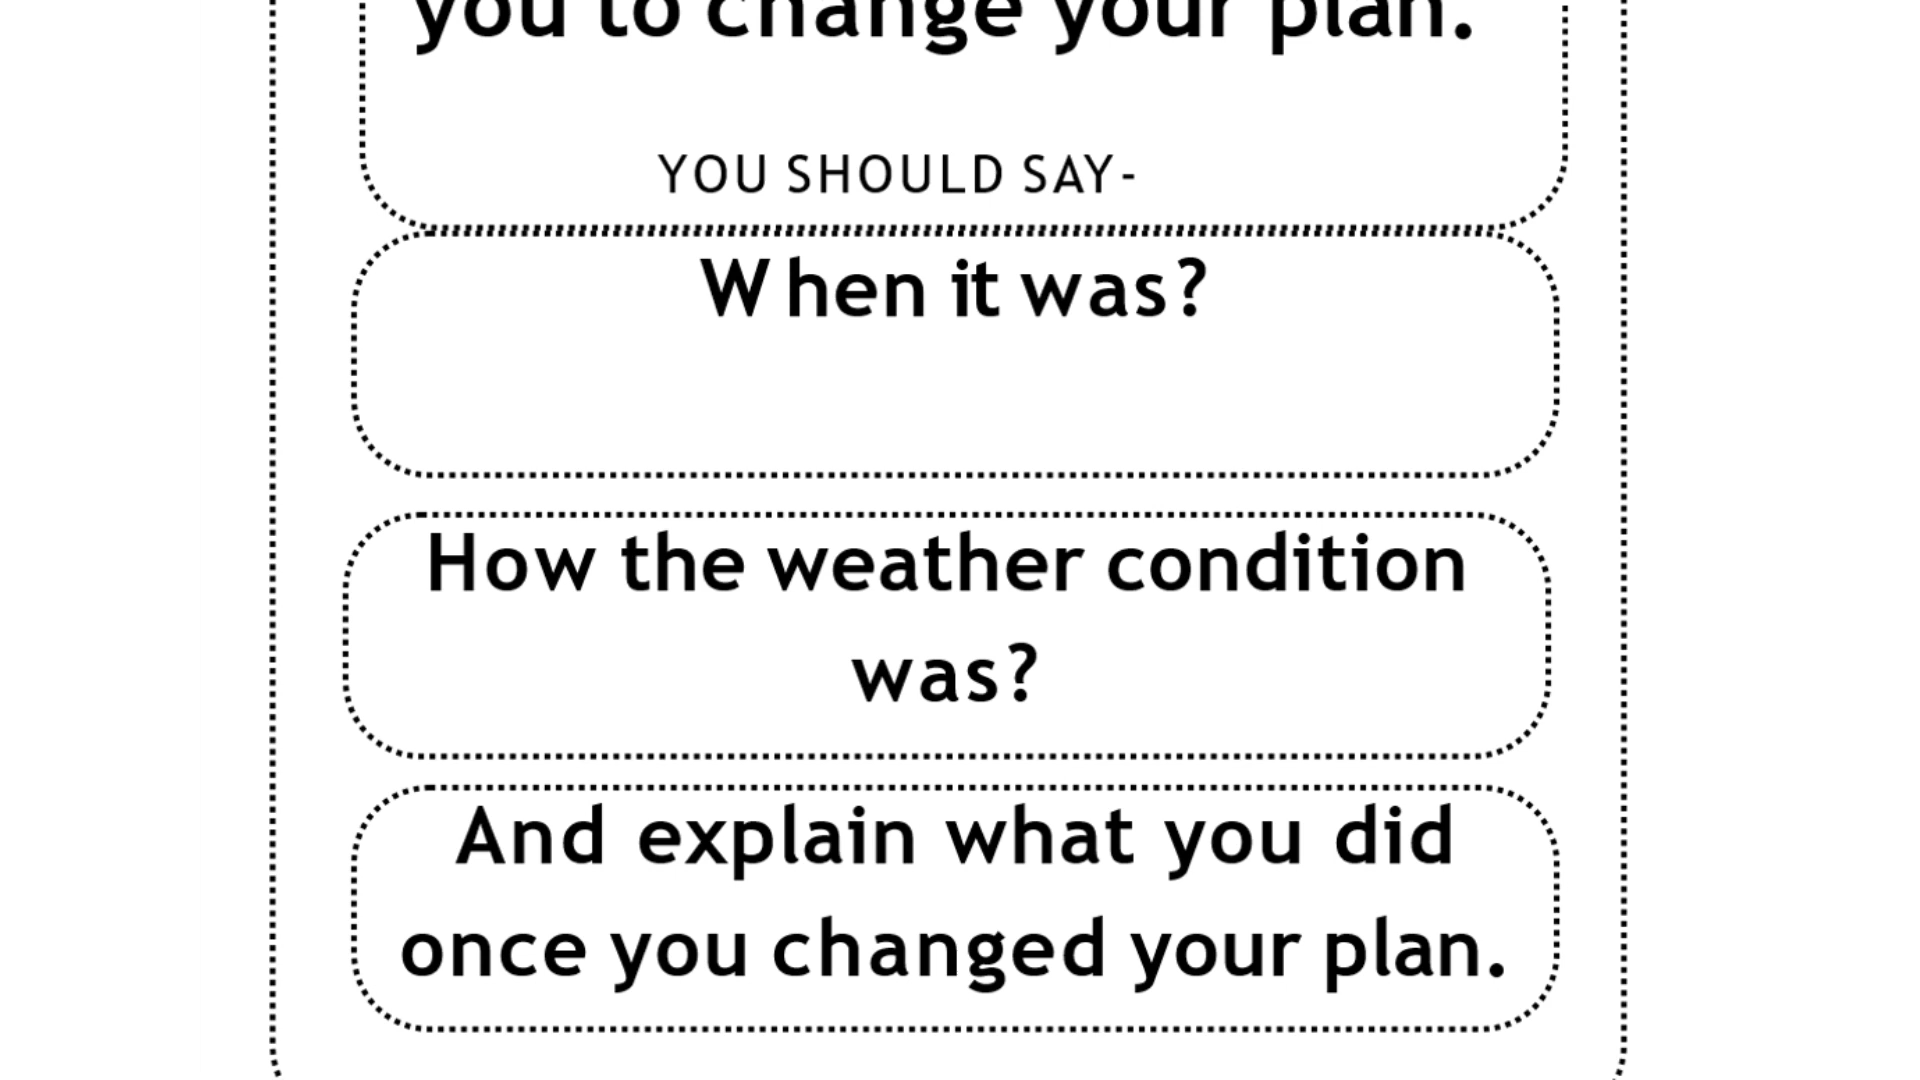 you to change your plan.
YOU SHOULD SAY-
When it was?
How the weather condition
was?
And explain what you did
once you changed your plan.